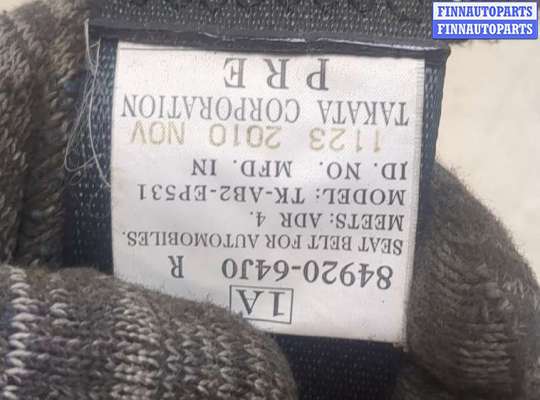 FINNAUTOPARTS
FINNAUTOPARTS
1A
84920-64J0 R
SEAT BELT FOR AUTOMOBILES.
MEETS: ADR 4.
MODEL: TK-AB2-EP531
ID. NO. MFD. IN
1123 2010 NOV
TAKATA CORPORATION
PRE